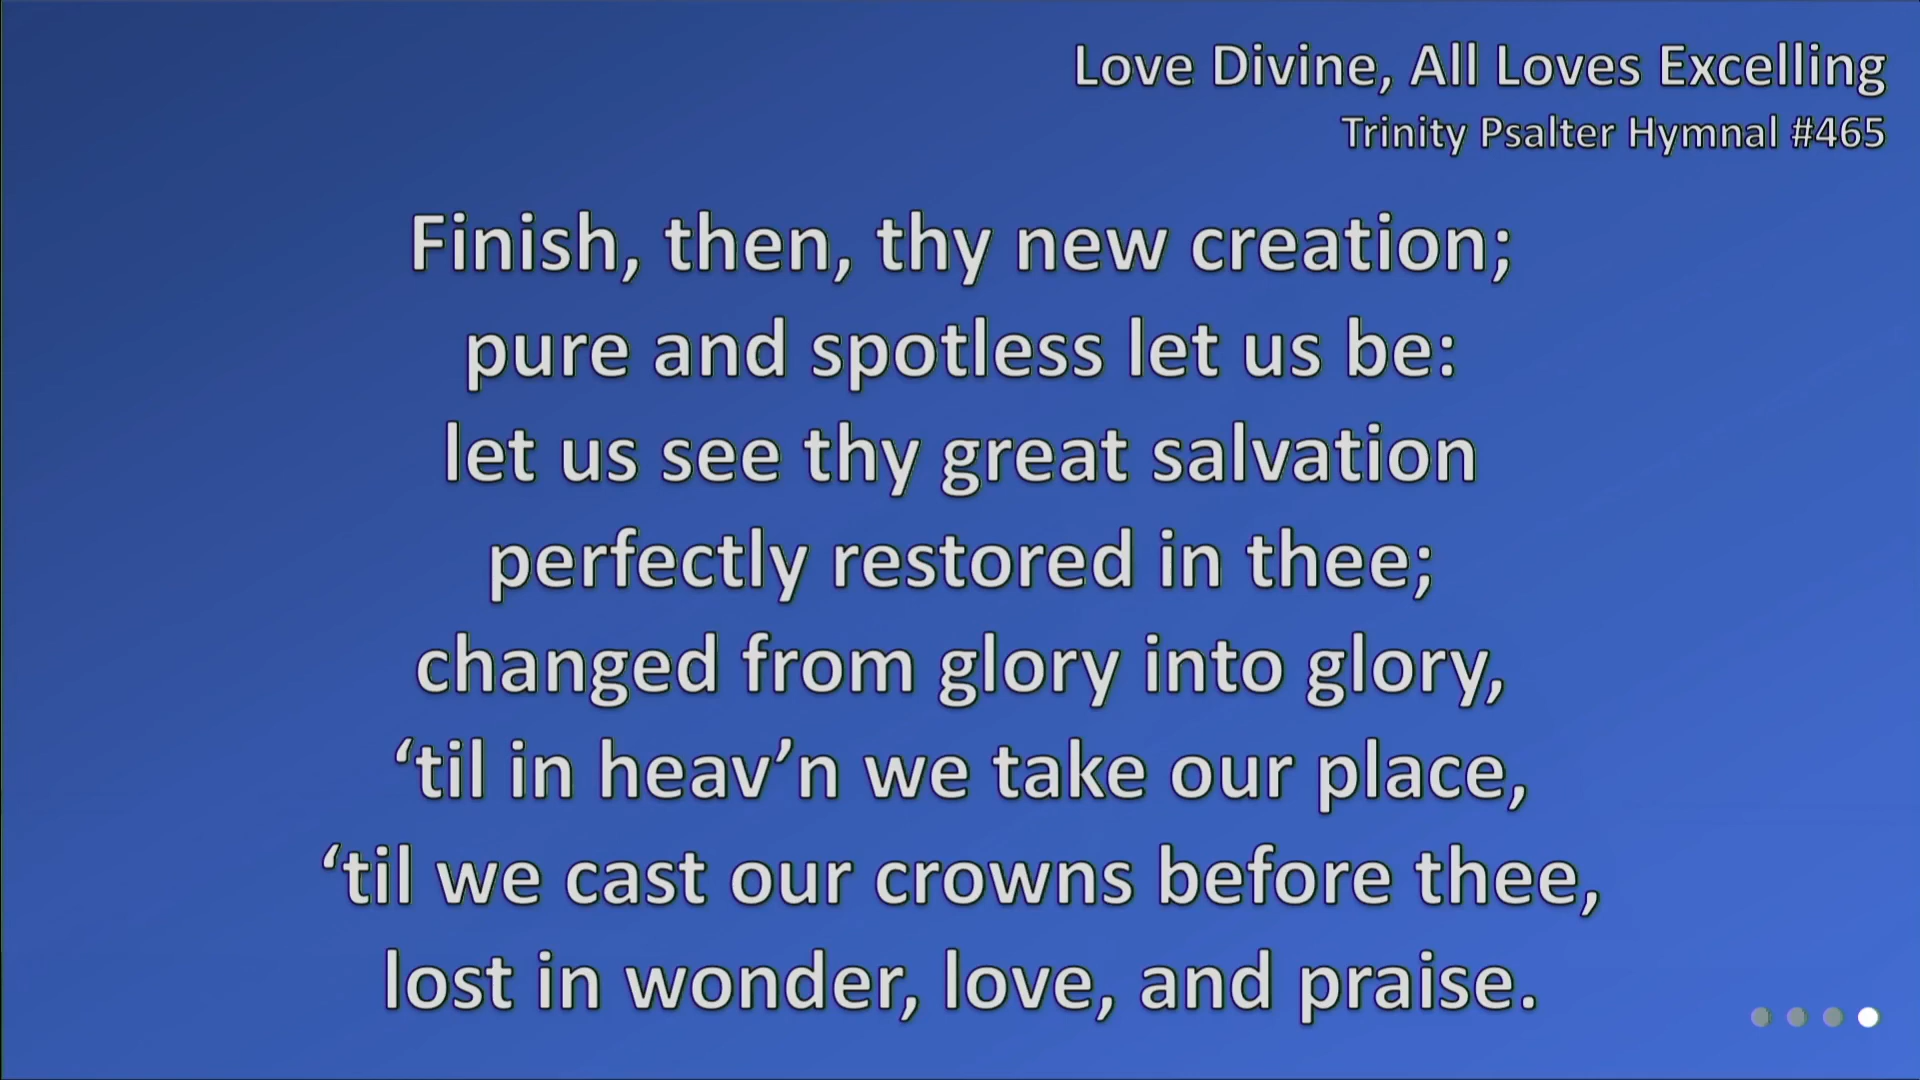 Love Divine, All Loves Excelling
Trinity Psalter Hymnal #465
Finish, then, thy new creation;
pure and spotless let us be:
let us see thy great salvation
perfectly restored in thee;
changed from glory into glory,
‘til in heav’n we take our place,
‘til we cast our crowns before thee,
lost in wonder, love, and praise.